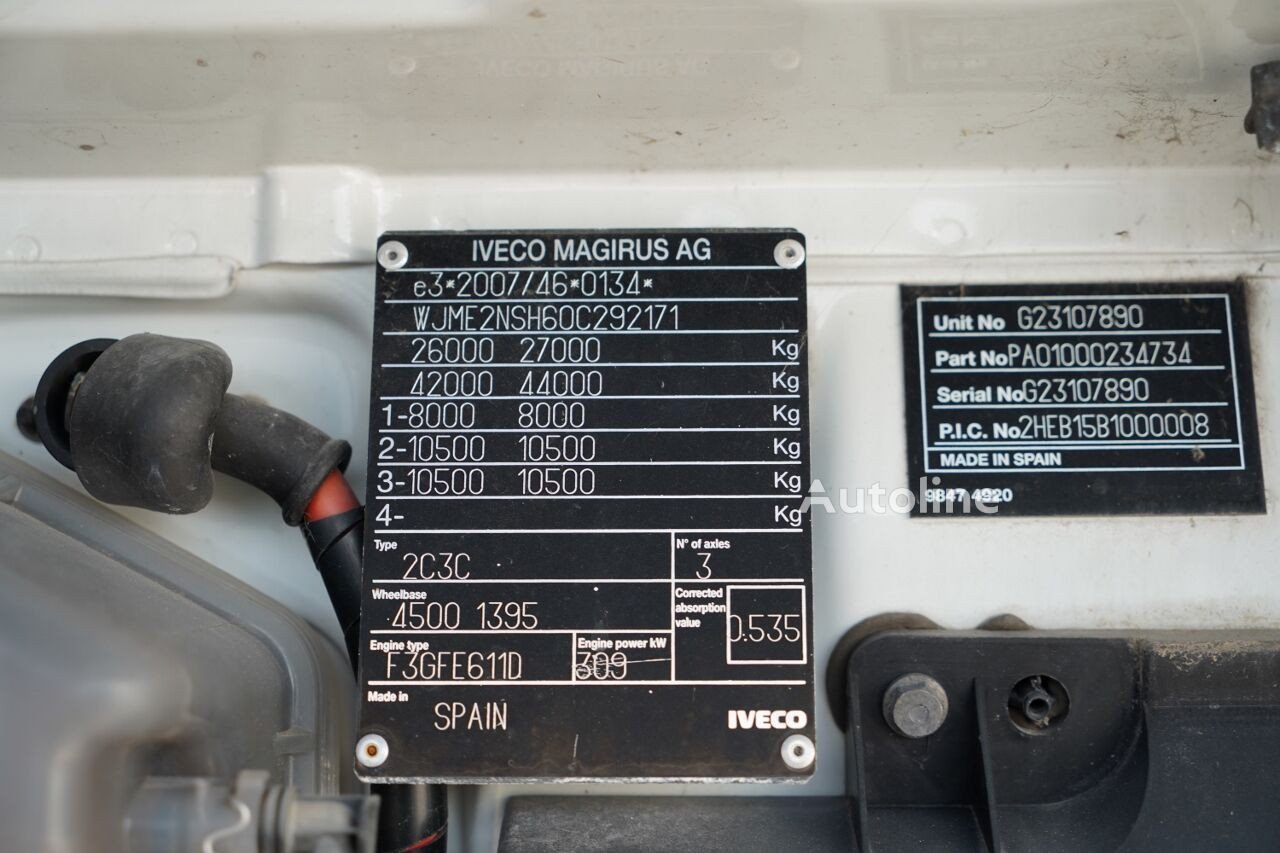 IVECO MAGIRUS AG
e3*2007/46*0134*
WJME2NSH60C292171
26000 27000 Kg
42000 44000 Kg
1-8000 8000 Kg
2-10500 10500 Kg
3-10500 10500 Kg
4- Kg
Type
2C3C
N° of axles
3
Wheelbase
4500 1395
Corrected
absorption
value
0.535
Engine type
F3GFE611D
Engine power kW
309
Made in
SPAIN
IVECO
Unit No G23107890
Part No PA01000234734
Serial No G23107890
P.I.C. No 2HEB15B1000008
MADE IN SPAIN
9847 4920
Autoline